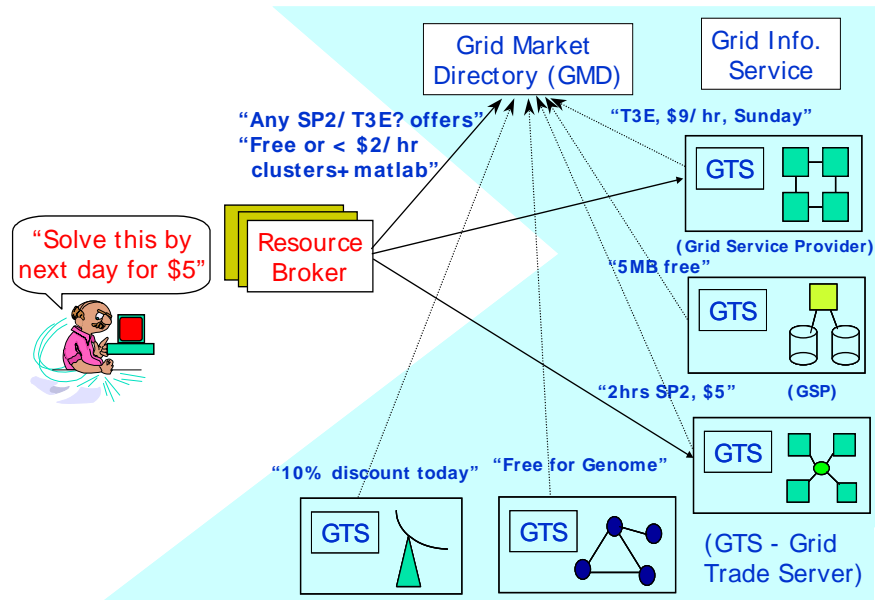 Grid Market
Directory (GMD)
Grid Info.
Service
“Any SP2/ T3E? offers”
“Free or < $2/ hr
clusters+ matlab”
“T3E, $9/ hr, Sunday”
GTS
(Grid Service Provider)
“Solve this by
next day for $5”
Resource
Broker
“5MB free”
GTS
(GSP)
“2hrs SP2, $5”
GTS
“10% discount today”
“Free for Genome”
GTS
GTS
(GTS - Grid
Trade Server)